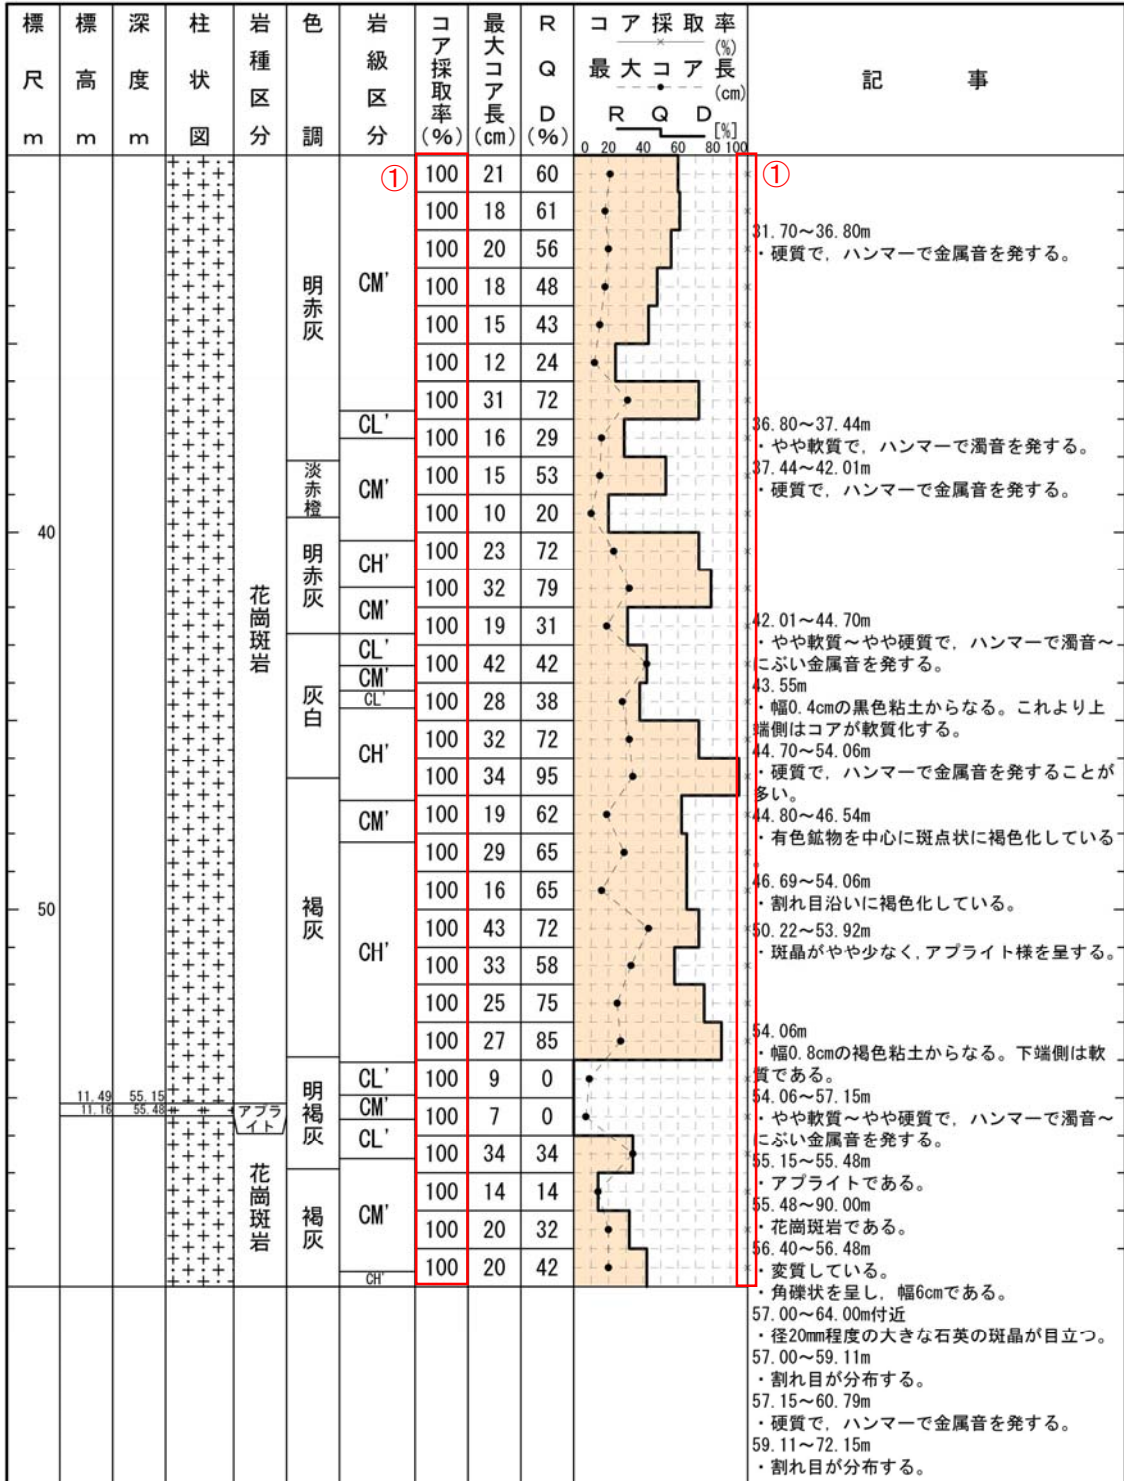 標尺m
標高m
深度m
柱状図
岩種区分
色調
岩級区分
コア採取率(%)
最大コア長(cm)
RQD(%)
コア採取率
(%)
最大コア長
(cm)
RQD
[%]
0 20 40 60 80 100
記事
①
①
100 21 60
100 18 61
100 20 56
100 18 48
100 15 43
100 12 24
100 31 72
100 16 29
100 15 53
100 10 20
100 23 72
100 32 79
100 19 31
100 42 42
100 28 38
100 32 72
100 34 95
100 19 62
100 29 65
100 16 65
100 43 72
100 33 58
100 25 75
100 27 85
100 9 0
100 7 0
100 34 34
100 14 14
100 20 32
100 20 42
40
50
11.49 55.15
11.16 55.48
花崗斑岩
アプライト
花崗斑岩
明赤灰
淡赤橙
明赤灰
灰白
褐灰
明褐灰
褐灰
CM'
CL'
CM'
CH'
CM'
CL'
CM'
CL'
CH'
CM'
CH'
CL'
CM'
CL'
CM'
CH'
31.70～36.80m
・硬質で，ハンマーで金属音を発する。
36.80～37.44m
・やや軟質で，ハンマーで濁音を発する。
37.44～42.01m
・硬質で，ハンマーで金属音を発する。
42.01～44.70m
・やや軟質～やや硬質で，ハンマーで濁音～
にぶい金属音を発する。
43.55m
・幅0.4cmの黒色粘土からなる。これより上
端側はコアが軟質化する。
44.70～54.06m
・硬質で，ハンマーで金属音を発することが
多い。
44.80～46.54m
・有色鉱物を中心に斑点状に褐色化している
。
46.69～54.06m
・割れ目沿いに褐色化している。
50.22～53.92m
・斑晶がやや少なく，アプライト様を呈する。
54.06m
・幅0.8cmの褐色粘土からなる。下端側は軟
質である。
54.06～57.15m
・やや軟質～やや硬質で，ハンマーで濁音～
にぶい金属音を発する。
55.15～55.48m
・アプライトである。
55.48～90.00m
・花崗斑岩である。
56.40～56.48m
・変質している。
・角礫状を呈し，幅6cmである。
57.00～64.00m付近
・径20mm程度の大きな石英の斑晶が目立つ。
57.00～59.11m
・割れ目が分布する。
57.15～60.79m
・硬質で，ハンマーで金属音を発する。
59.11～72.15m
・割れ目が分布する。